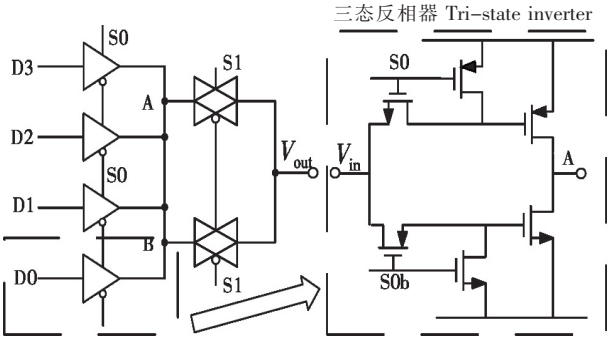 三态反相器 Tri-state inverter
S0
D3
S1
S0
A
D2
Vout
Vin
A
S0
D1
B
D0
S1
S0b